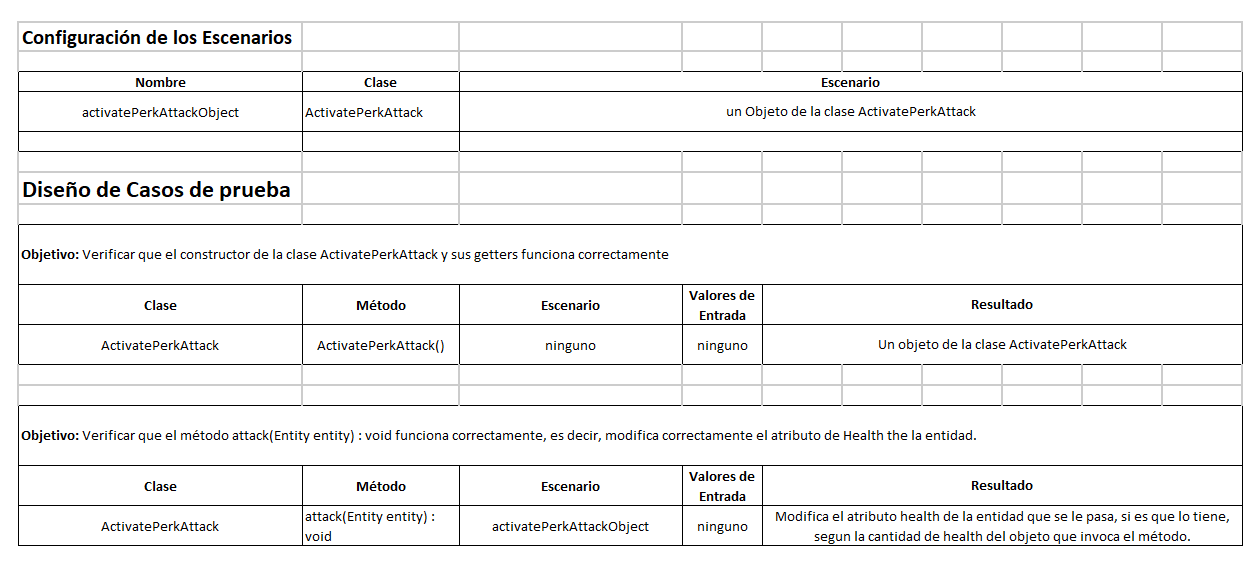 Configuración de los Escenarios
Nombre Clase Escenario
activatePerkAttackObject ActivatePerkAttack un Objeto de la clase ActivatePerkAttack
Diseño de Casos de prueba
Objetivo: Verificar que el constructor de la clase ActivatePerkAttack y sus getters funciona correctamente
Clase Método Escenario Valores de Entrada Resultado
ActivatePerkAttack ActivatePerkAttack() ninguno ninguno Un objeto de la clase ActivatePerkAttack
Objetivo: Verificar que el método attack(Entity entity) : void funciona correctamente, es decir, modifica correctamente el atributo de Health the la entidad.
Clase Método Escenario Valores de Entrada Resultado
ActivatePerkAttack attack(Entity entity) : void activatePerkAttackObject ninguno Modifica el atributo health de la entidad que se le pasa, si es que lo tiene, segun la cantidad de health del objeto que invoca el método.